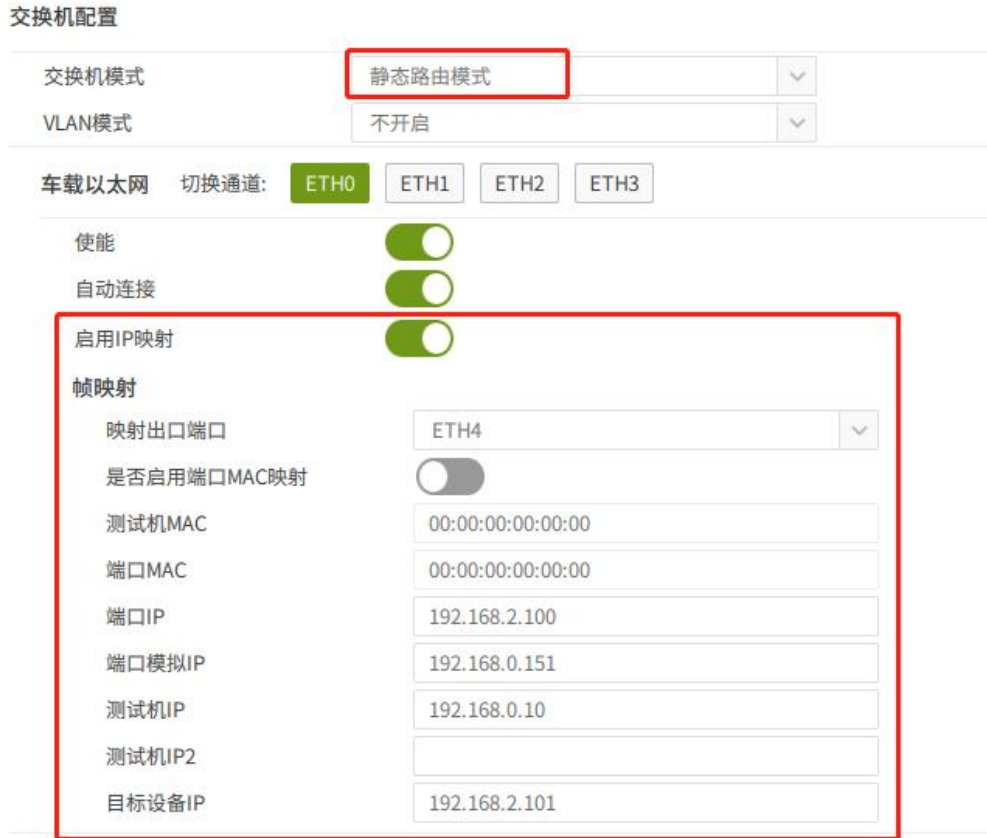 交换机配置
交换机模式 静态路由模式
VLAN模式 不开启
车载以太网 切换通道: ETH0 ETH1 ETH2 ETH3
使能
自动连接
启用IP映射
帧映射
映射出口端口 ETH4
是否启用端口MAC映射
测试机MAC 00:00:00:00:00:00
端口MAC 00:00:00:00:00:00
端口IP 192.168.2.100
端口模拟IP 192.168.0.151
测试机IP 192.168.0.10
测试机IP2
目标设备IP 192.168.2.101